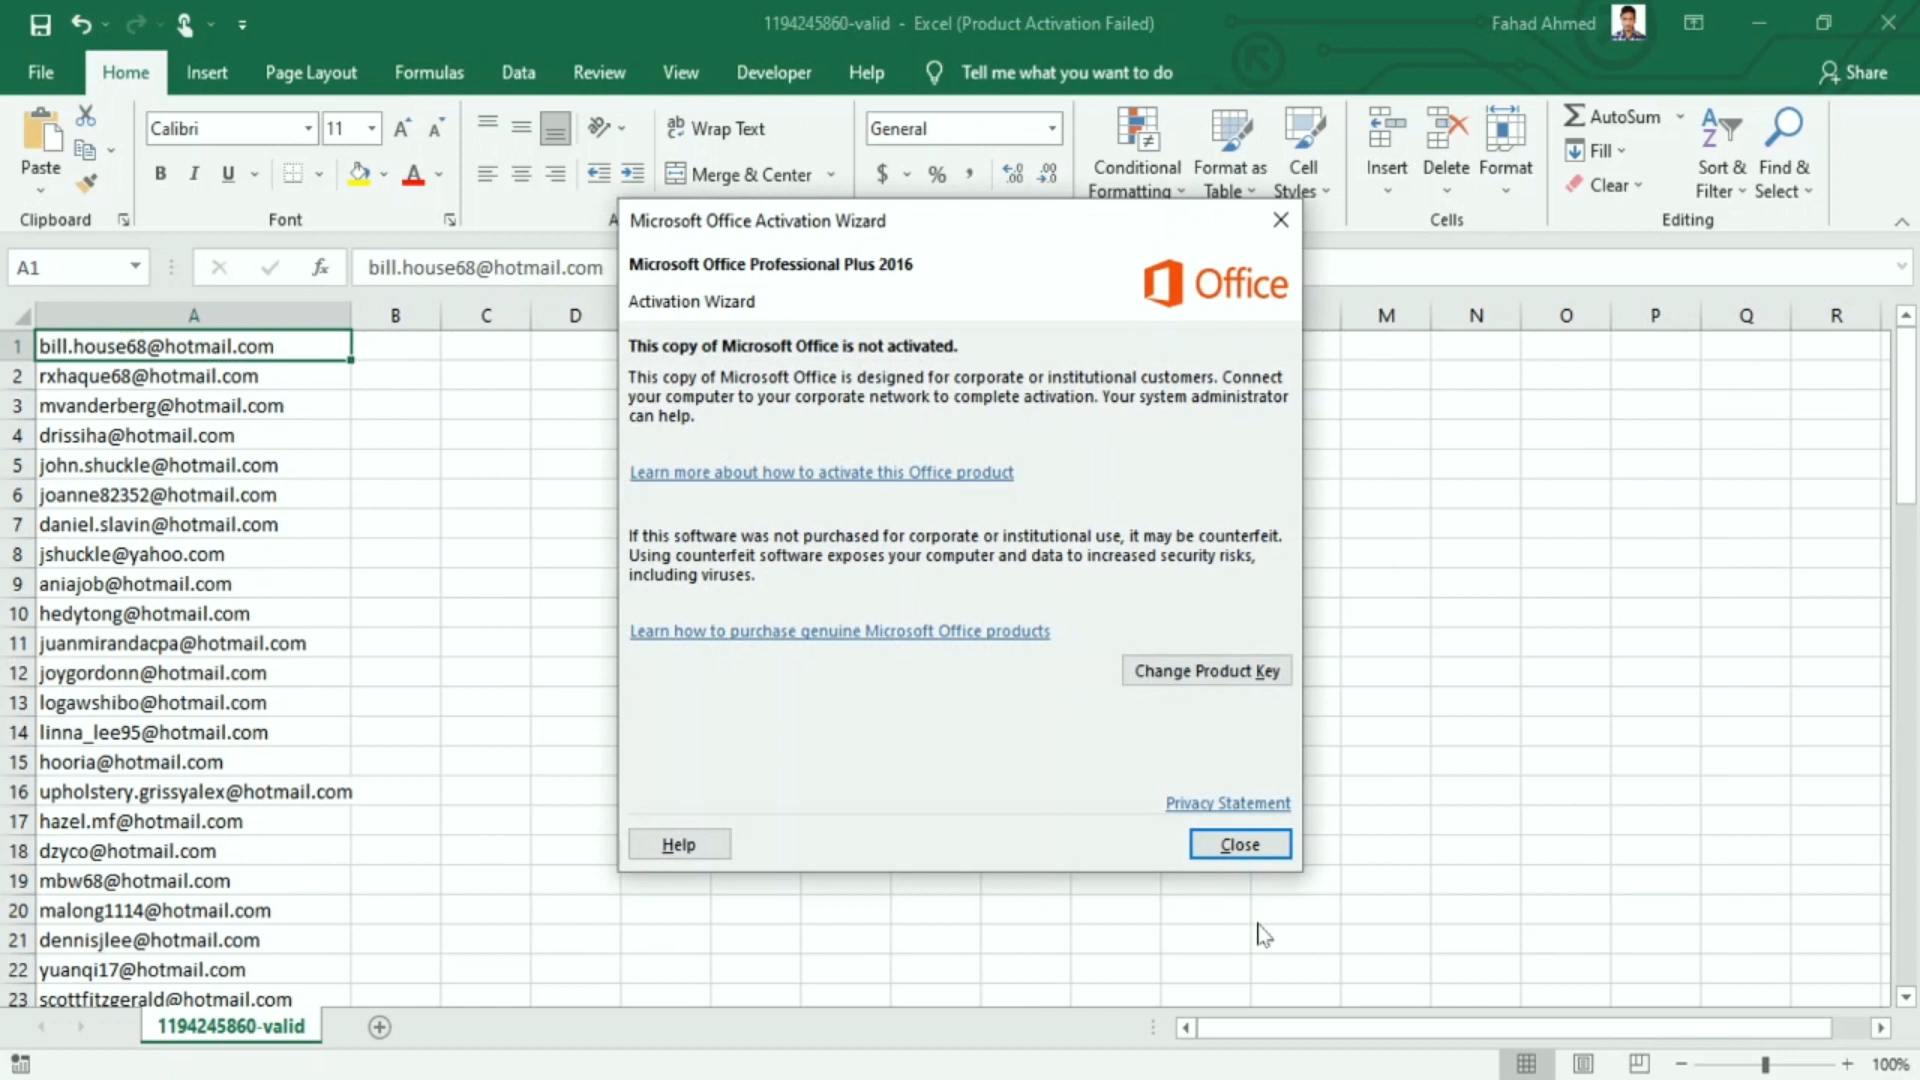 1194245860-valid - Excel (Product Activation Failed)
Fahad Ahmed
File Home Insert Page Layout Formulas Data Review View Developer Help Tell me what you want to do Share
Calibri 11 Wrap Text General AutoSum
Paste B I U Merge & Center $ % , Conditional Formatting Format as Table Cell Styles Insert Delete Format Fill Clear Sort & Filter Find & Select
Clipboard Font Cells Editing
A1 fx bill.house68@hotmail.com
A B C D M N O P Q R
1 bill.house68@hotmail.com
2 rxhaque68@hotmail.com
3 mvanderberg@hotmail.com
4 drissiha@hotmail.com
5 john.shuckle@hotmail.com
6 joanne82352@hotmail.com
7 daniel.slavin@hotmail.com
8 jshuckle@yahoo.com
9 aniajob@hotmail.com
10 hedytong@hotmail.com
11 juanmirandacpa@hotmail.com
12 joygordonn@hotmail.com
13 logawshibo@hotmail.com
14 linna_lee95@hotmail.com
15 hooria@hotmail.com
16 upholstery.grissyalex@hotmail.com
17 hazel.mf@hotmail.com
18 dzyco@hotmail.com
19 mbw68@hotmail.com
20 malong1114@hotmail.com
21 dennisjlee@hotmail.com
22 yuanqi17@hotmail.com
23 scottfitzgerald@hotmail.com
Microsoft Office Activation Wizard
Microsoft Office Professional Plus 2016
Office
Activation Wizard
This copy of Microsoft Office is not activated.
This copy of Microsoft Office is designed for corporate or institutional customers. Connect
your computer to your corporate network to complete activation. Your system administrator
can help.
Learn more about how to activate this Office product
If this software was not purchased for corporate or institutional use, it may be counterfeit.
Using counterfeit software exposes your computer and data to increased security risks,
including viruses.
Learn how to purchase genuine Microsoft Office products
Change Product Key
Privacy Statement
Help Close
1194245860-valid
100%